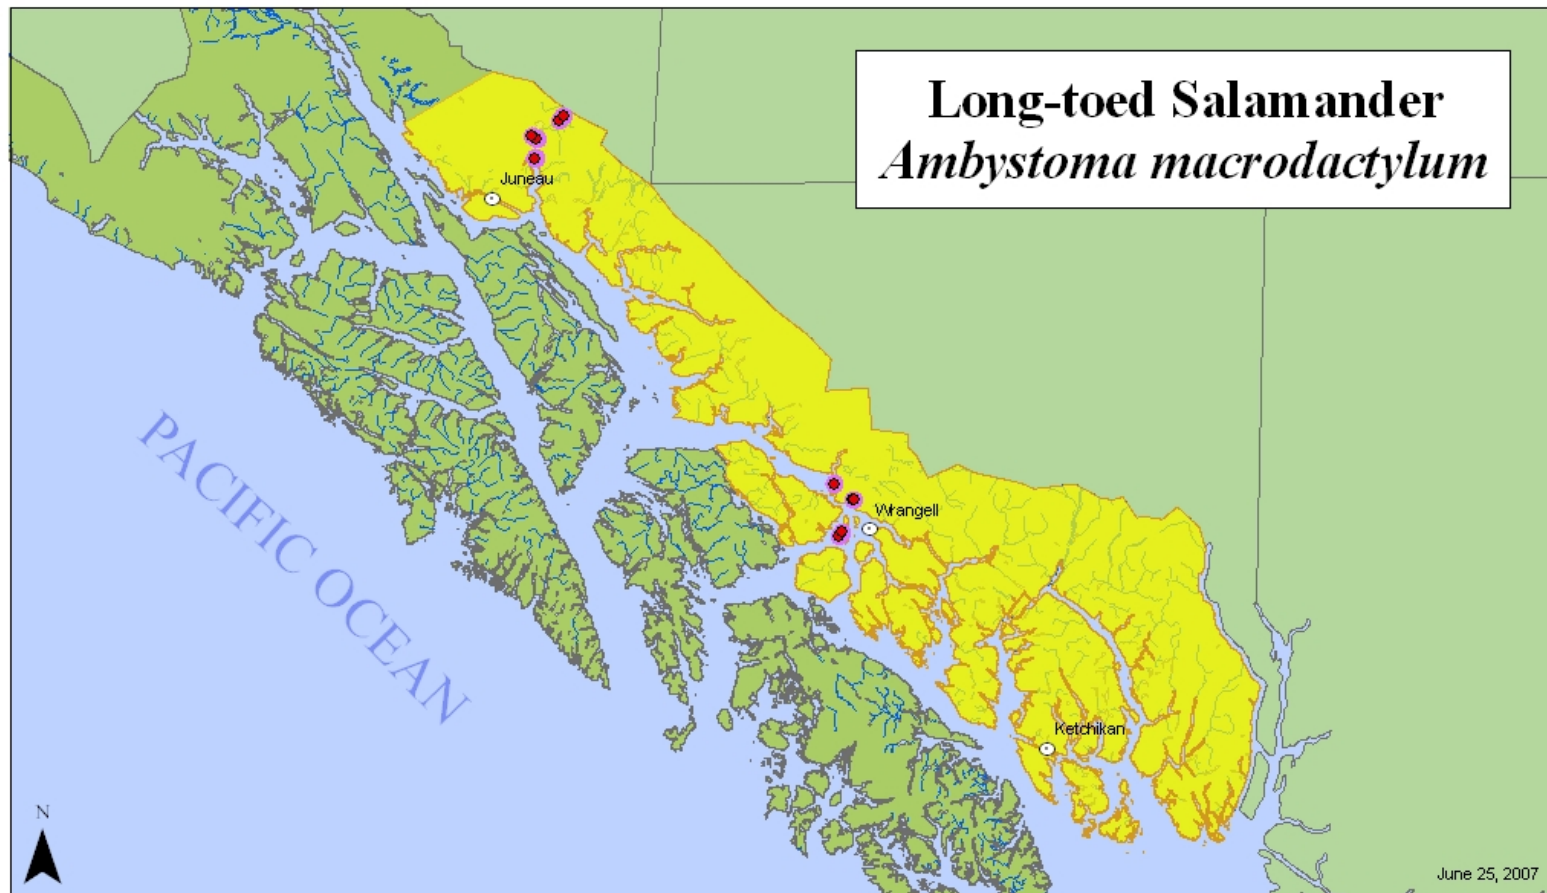 Long-toed Salamander
Ambystoma macrodactylum
Juneau
PACIFIC OCEAN
Wrangell
Ketchikan
N
June 25, 2007